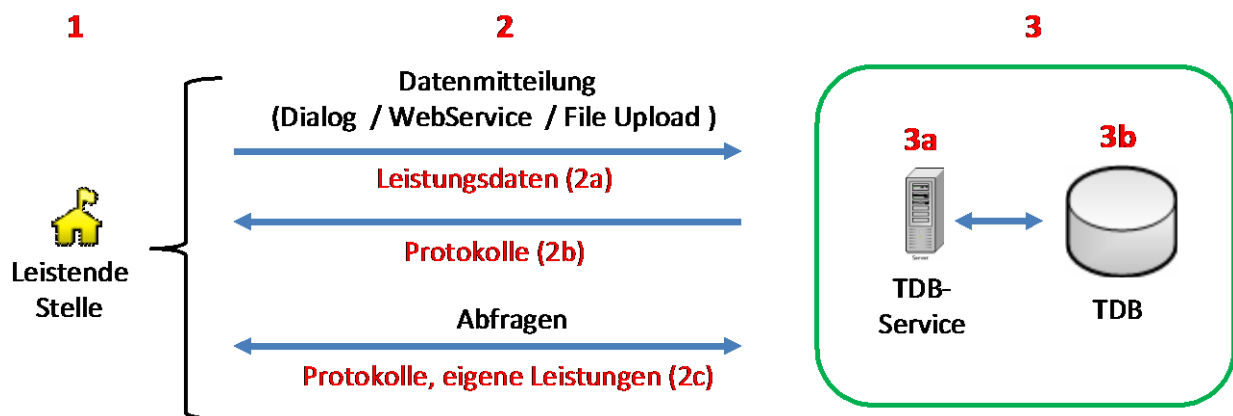 1
2
3
Datenmitteilung
(Dialog / WebService / File Upload )
Leistungsdaten (2a)
Protokolle (2b)
Abfragen
Protokolle, eigene Leistungen (2c)
Leistende
Stelle
3a
3b
Server
TDB-
Service
TDB